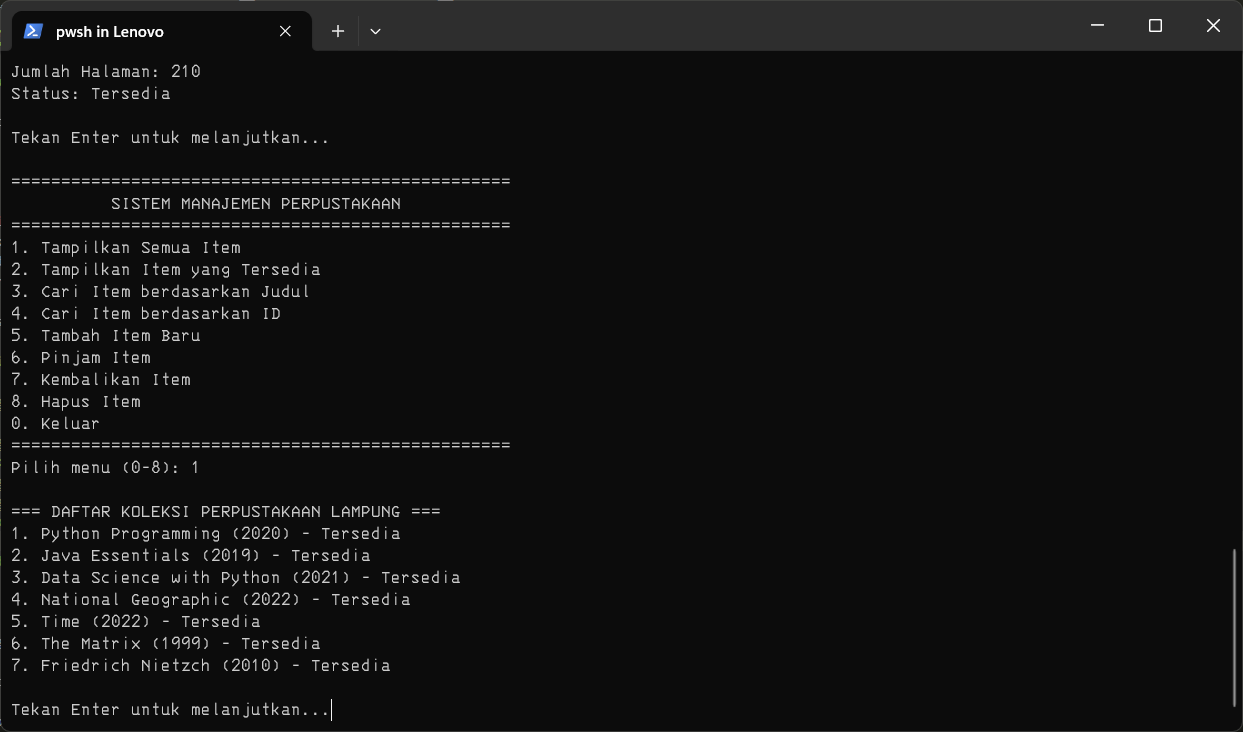 pwsh in Lenovo
Jumlah Halaman: 210
Status: Tersedia
Tekan Enter untuk melanjutkan...
==================================================
SISTEM MANAJEMEN PERPUSTAKAAN
==================================================
1. Tampilkan Semua Item
2. Tampilkan Item yang Tersedia
3. Cari Item berdasarkan Judul
4. Cari Item berdasarkan ID
5. Tambah Item Baru
6. Pinjam Item
7. Kembalikan Item
8. Hapus Item
0. Keluar
==================================================
Pilih menu (0-8): 1
=== DAFTAR KOLEKSI PERPUSTAKAAN LAMPUNG ===
1. Python Programming (2020) - Tersedia
2. Java Essentials (2019) - Tersedia
3. Data Science with Python (2021) - Tersedia
4. National Geographic (2022) - Tersedia
5. Time (2022) - Tersedia
6. The Matrix (1999) - Tersedia
7. Friedrich Nietzch (2010) - Tersedia
Tekan Enter untuk melanjutkan...